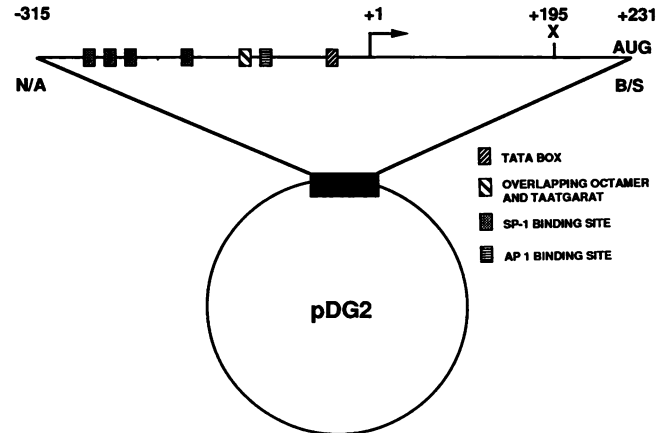 -315 +1 +195 +231
X
AUG
N/A B/S
TATA BOX
OVERLAPPING OCTAMER
AND TAATGARAT
SP-1 BINDING SITE
AP 1 BINDING SITE
pDG2